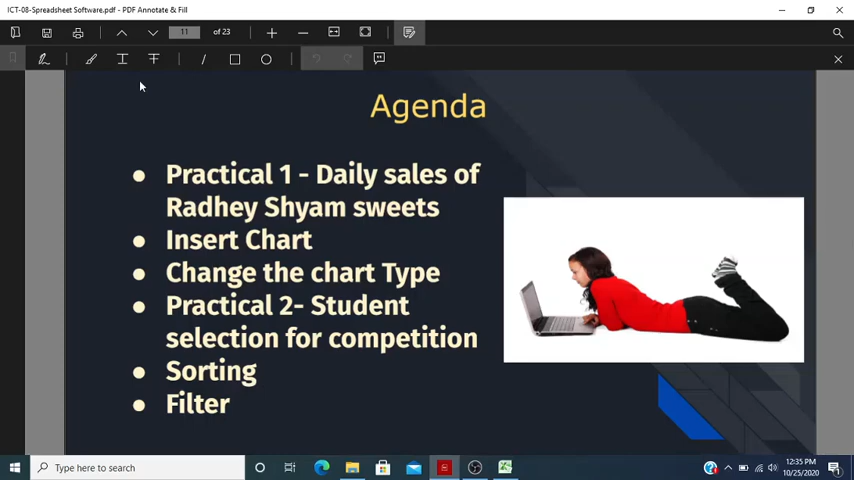 ICT-08-Spreadsheet Software.pdf - PDF Annotate & Fill
11 of 23
Agenda
● Practical 1 - Daily sales of
Radhey Shyam sweets
● Insert Chart
● Change the chart Type
● Practical 2- Student
selection for competition
● Sorting
● Filter
Type here to search
12:35 PM
10/25/2020